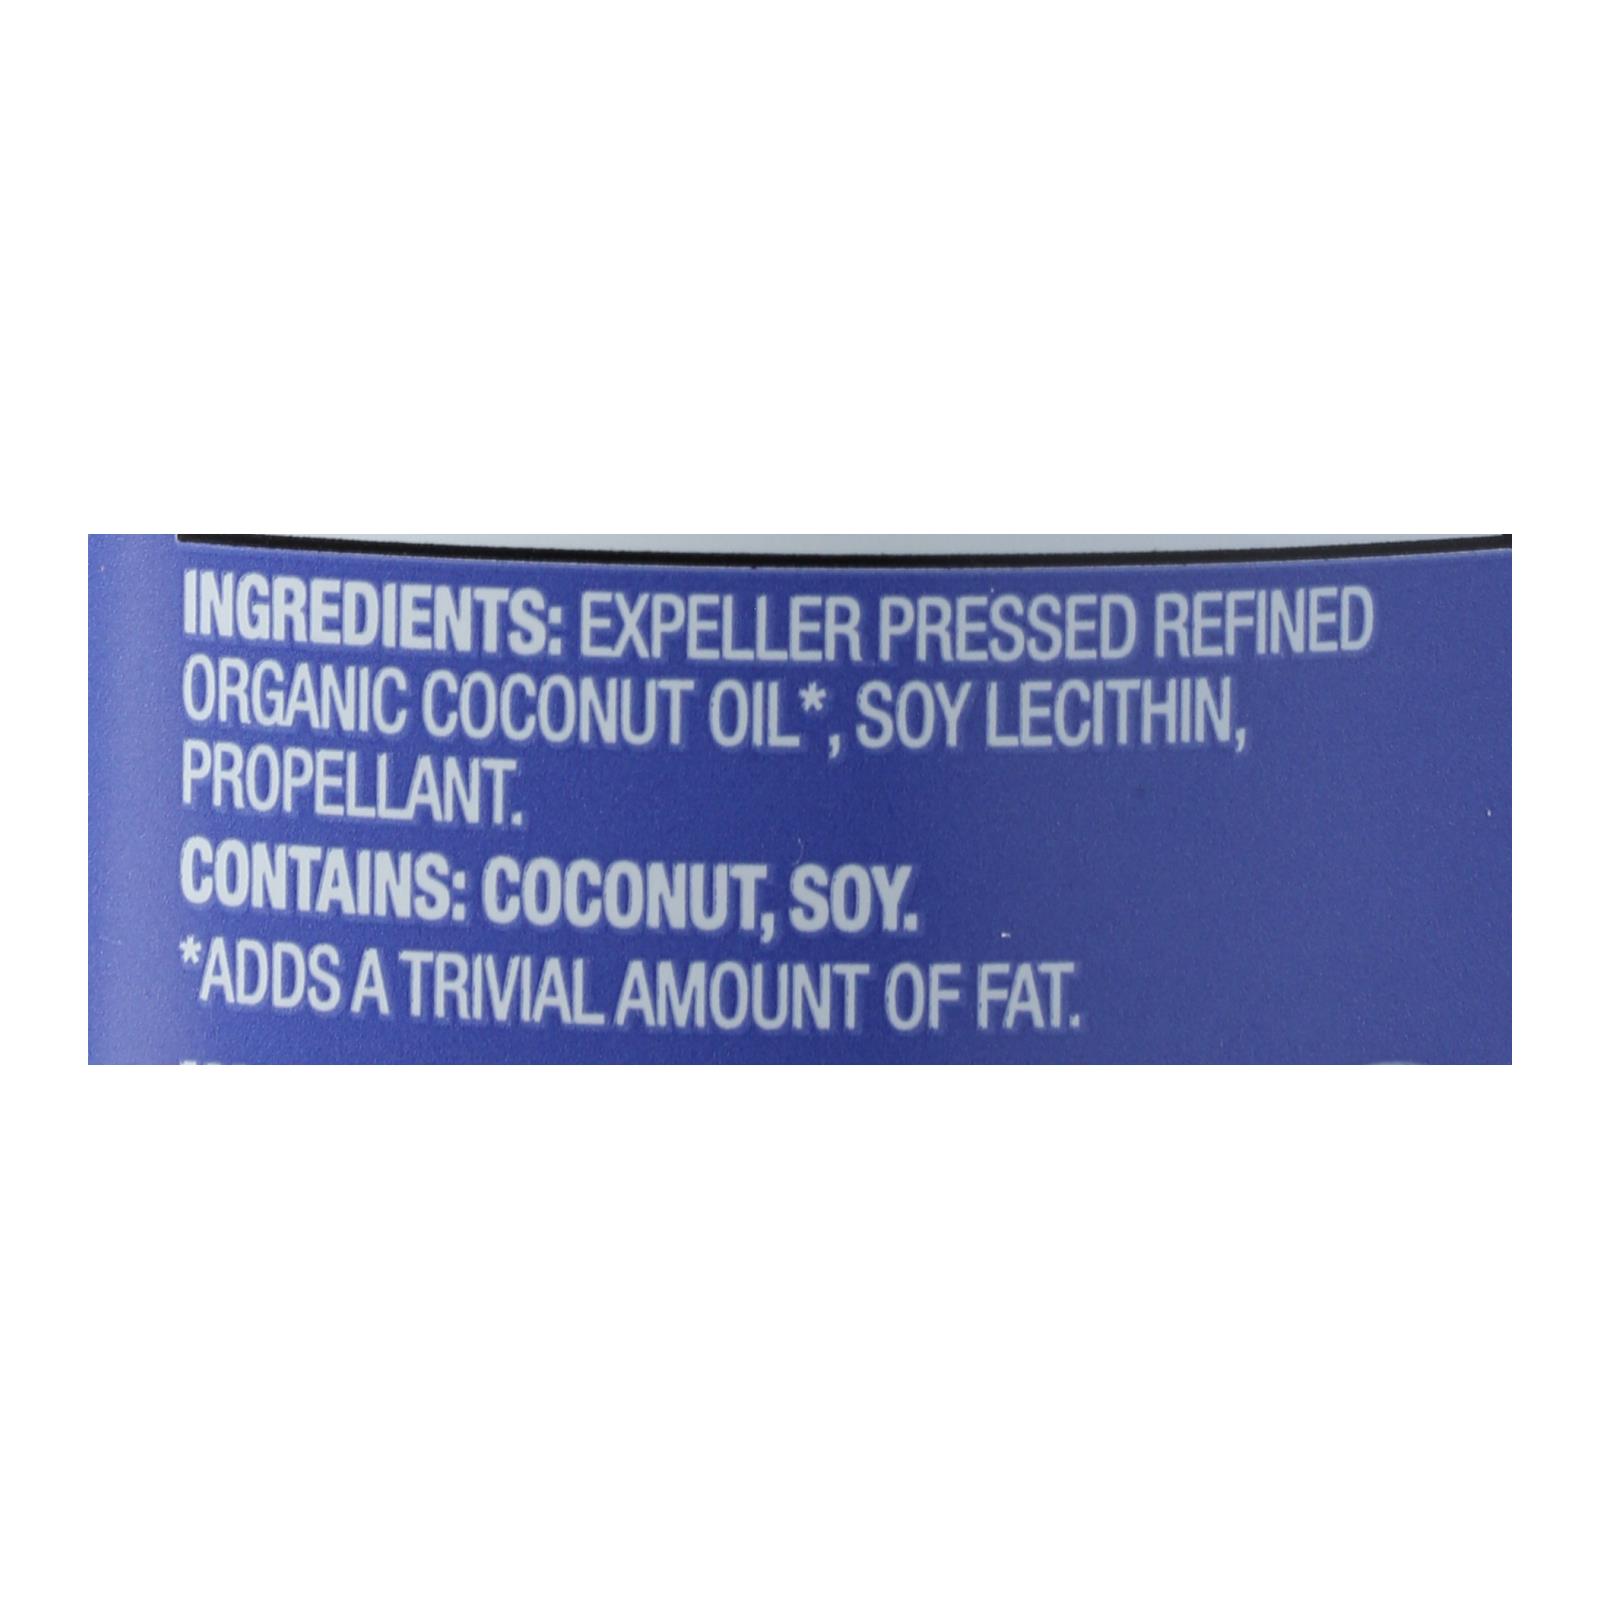 INGREDIENTS: EXPELLER PRESSED REFINED
ORGANIC COCONUT OIL*, SOY LECITHIN,
PROPELLANT.
CONTAINS: COCONUT, SOY.
*ADDS A TRIVIAL AMOUNT OF FAT.